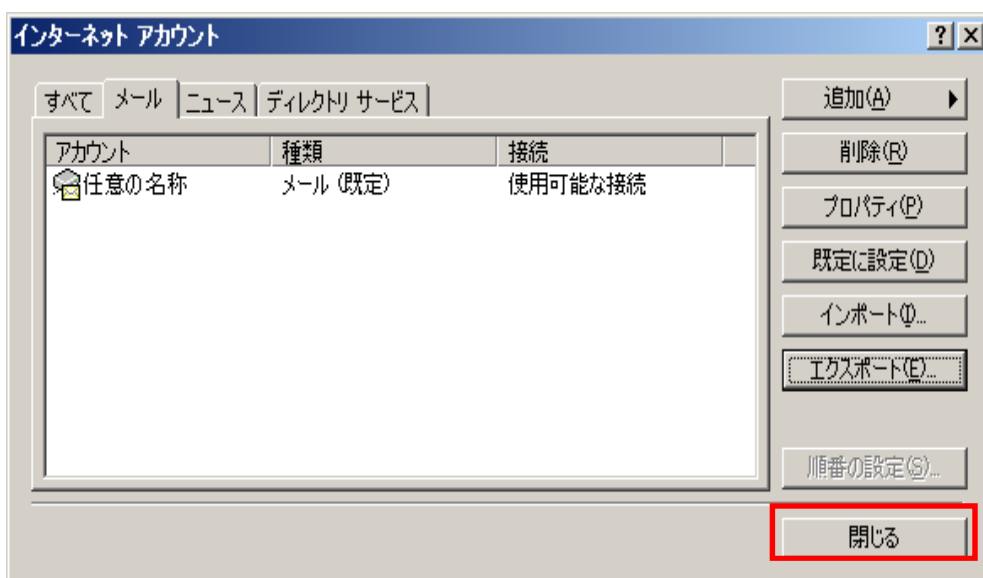 インターネット アカウント
すべて メール ニュース ディレクトリ サービス
アカウント 種類 接続
任意の名称 メール (既定) 使用可能な接続
追加(A)
削除(R)
プロパティ(P)
既定に設定(D)
インポート(I)...
エクスポート(E)...
順番の設定(S)...
閉じる